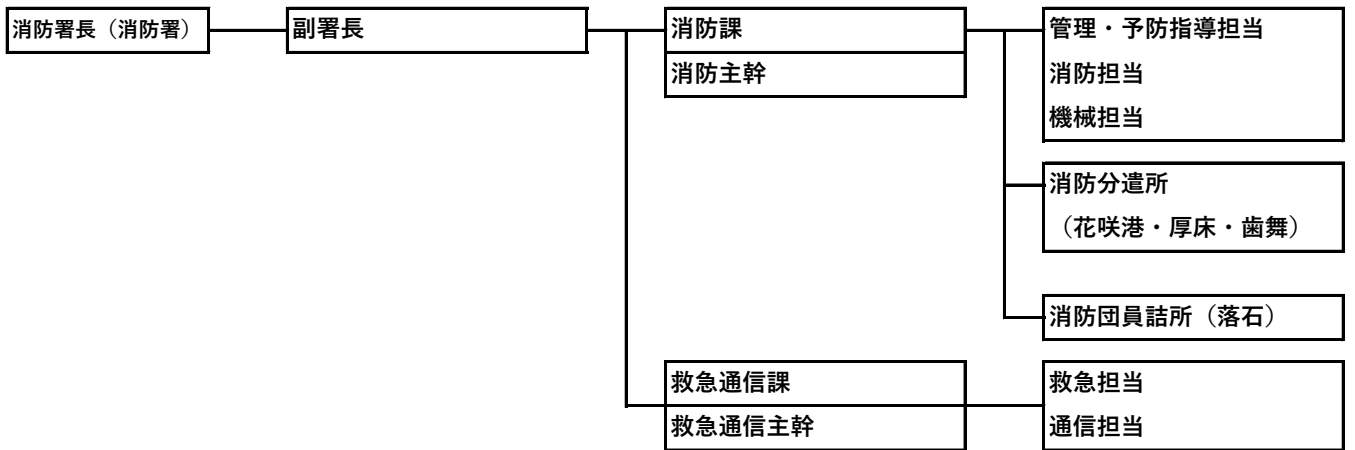 消防署長（消防署）
副署長
消防課
消防主幹
管理・予防指導担当
消防担当
機械担当
消防分遣所
（花咲港・厚床・歯舞）
消防団員詰所（落石）
救急通信課
救急通信主幹
救急担当
通信担当